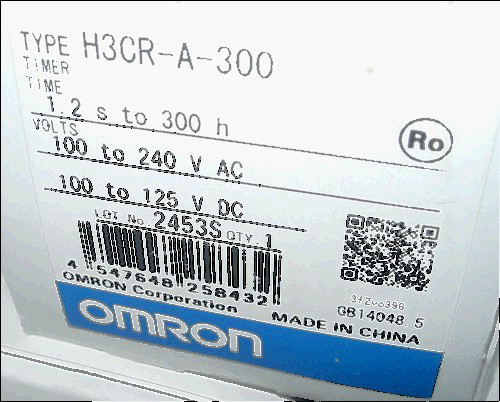 TYPE H3CR-A-300
TIMER
TIME
1.2 s to 300 h
VOLTS
100 to 240 V AC
100 to 125 V DC
Ro
LOT No. 2453S QTY. 1
4 547648 258432
OMRON Corporation
GB14048.5
MADE IN CHINA
OMRON